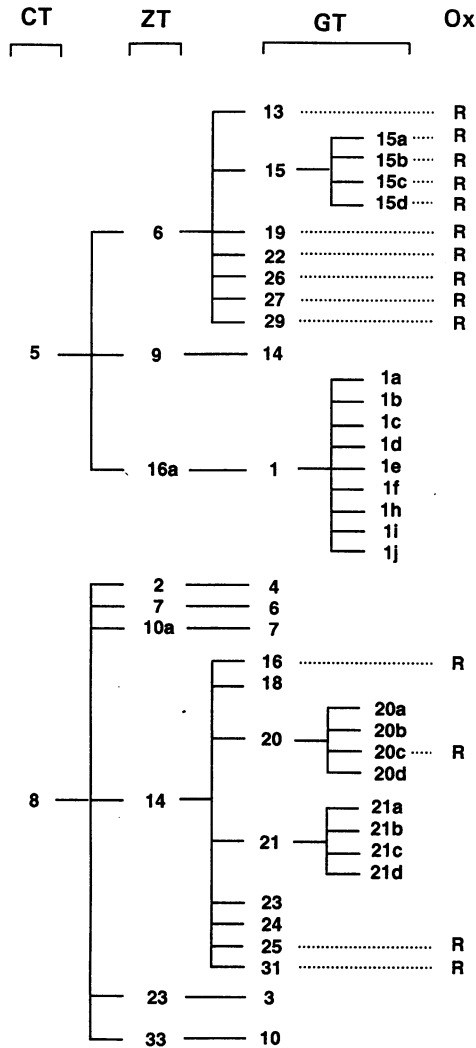 CT ZT GT Ox
13 R
15a R
15b R
15 15c R
15d R
6 19 R
22 R
26 R
27 R
29 R
5 9 14
1a
1b
1c
1d
16a 1 1e
1f
1h
1i
1j
2 4
7 6
10a 7
16 R
18
20a
20b
20 20c R
20d
8 14 21a
21b
21 21c
21d
23
24
25 R
31 R
23 3
33 10